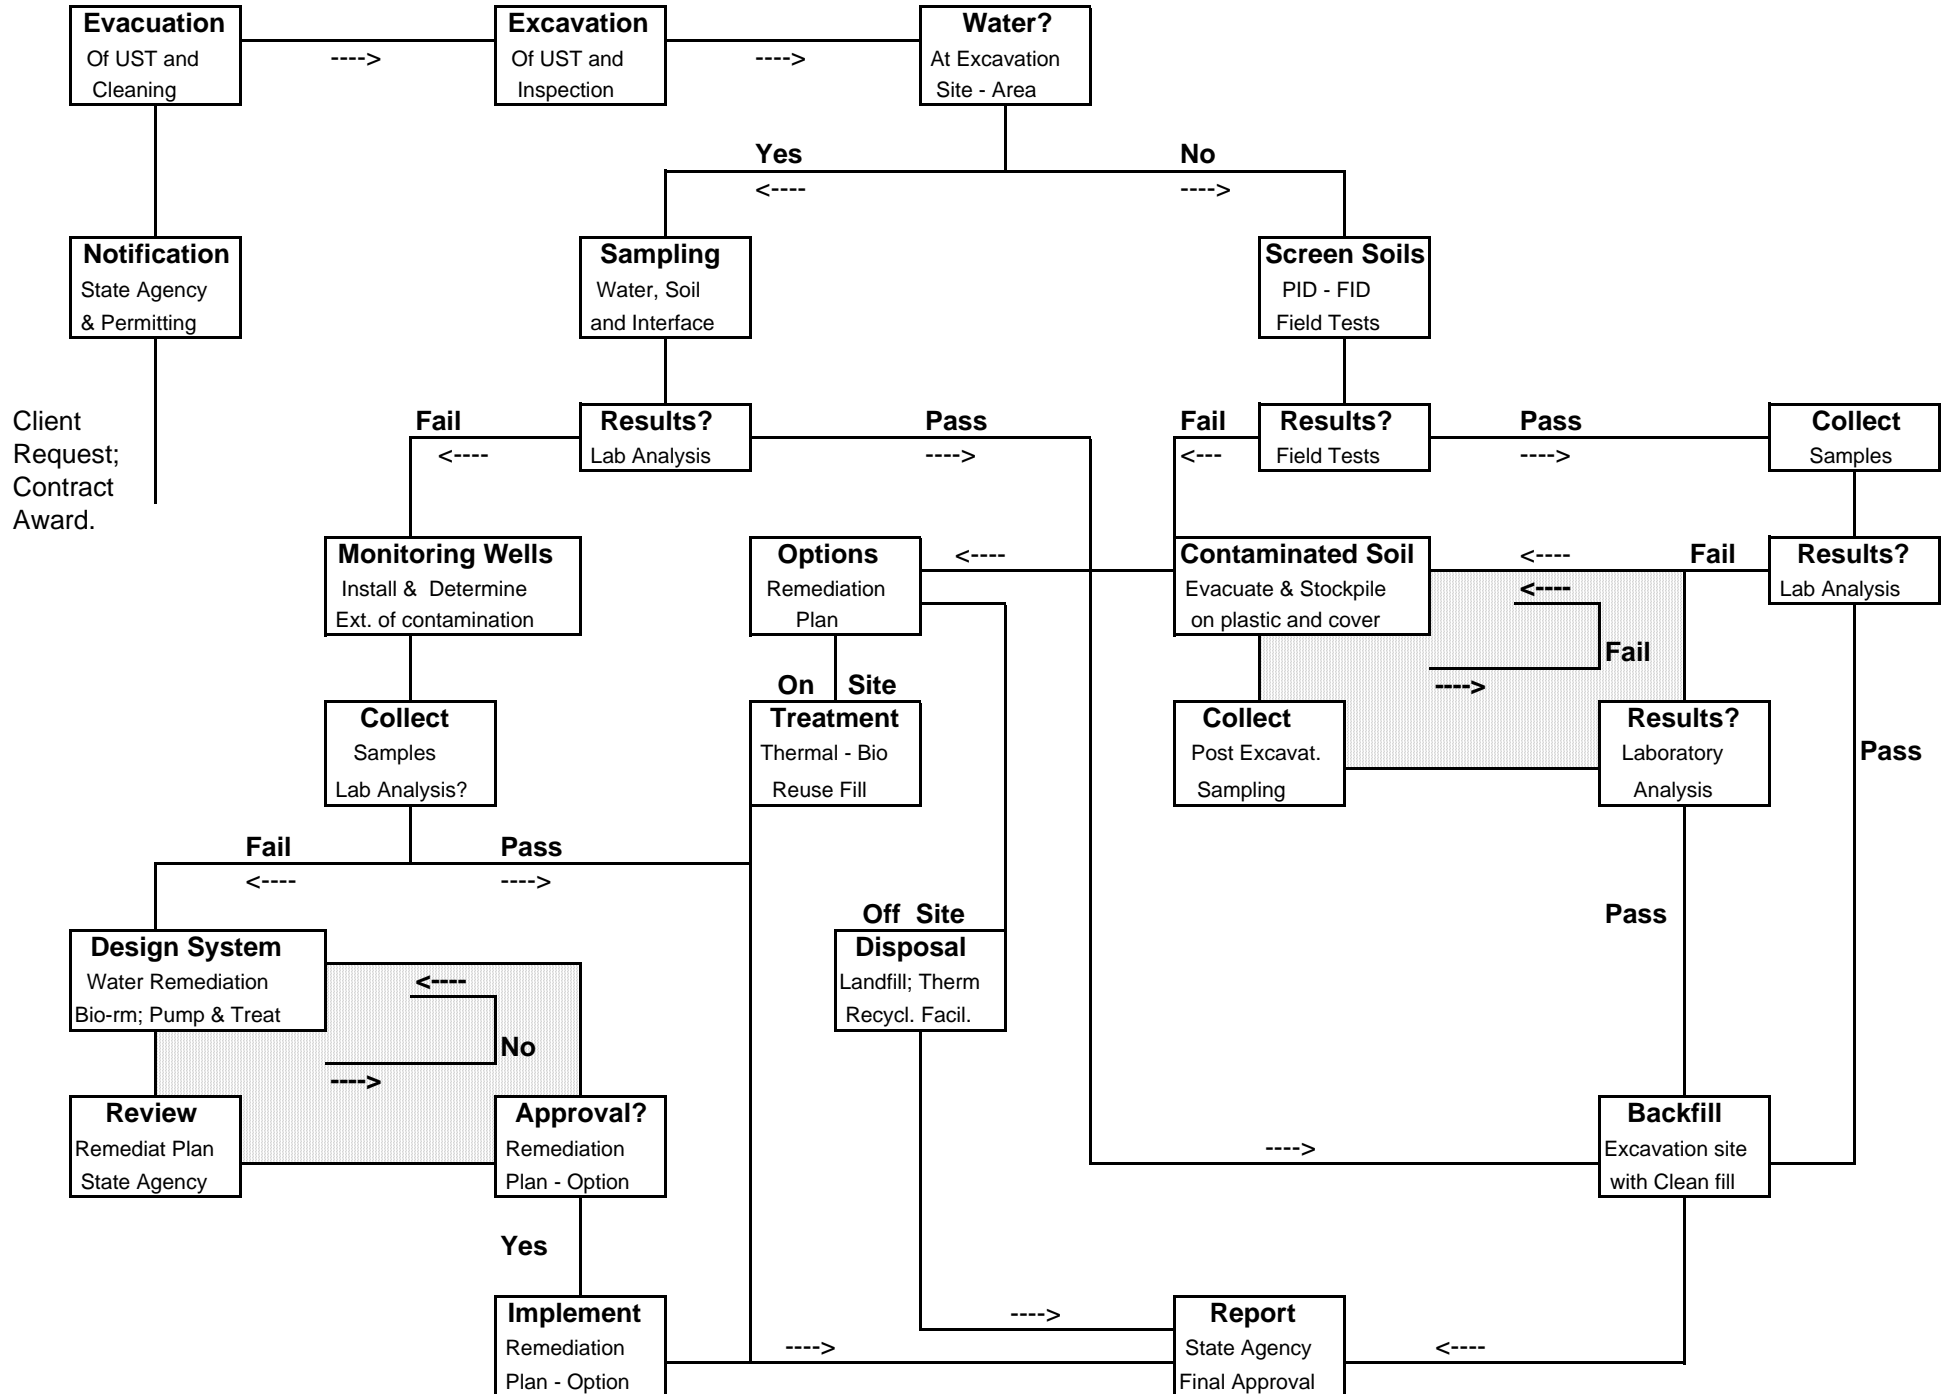 Evacuation
Of UST and
Cleaning
---->
Excavation
Of UST and
Inspection
---->
Water?
At Excavation
Site - Area
Yes
<----
No
---->
Notification
State Agency
& Permitting
Sampling
Water, Soil
and Interface
Screen Soils
PID - FID
Field Tests
Client
Request;
Contract
Award.
Fail
<----
Results?
Lab Analysis
Pass
---->
Fail
<---
Results?
Field Tests
Pass
---->
Collect
Samples
Monitoring Wells
Install & Determine
Ext. of contamination
Options
Remediation
Plan
<----
Contaminated Soil
Evacuate & Stockpile
on plastic and cover
<----
Fail
<----
Fail
---->
Results?
Lab Analysis
On Site
Collect
Samples
Lab Analysis?
Treatment
Thermal - Bio
Reuse Fill
Collect
Post Excavat.
Sampling
Results?
Laboratory
Analysis
Pass
Fail
<----
Pass
---->
Off Site
Pass
Design System
Water Remediation
Bio-rm; Pump & Treat
<----
No
---->
Disposal
Landfill; Therm
Recycl. Facil.
Review
Remediat Plan
State Agency
Approval?
Remediation
Plan - Option
---->
Backfill
Excavation site
with Clean fill
Yes
Implement
Remediation
Plan - Option
---->
---->
Report
State Agency
Final Approval
<----